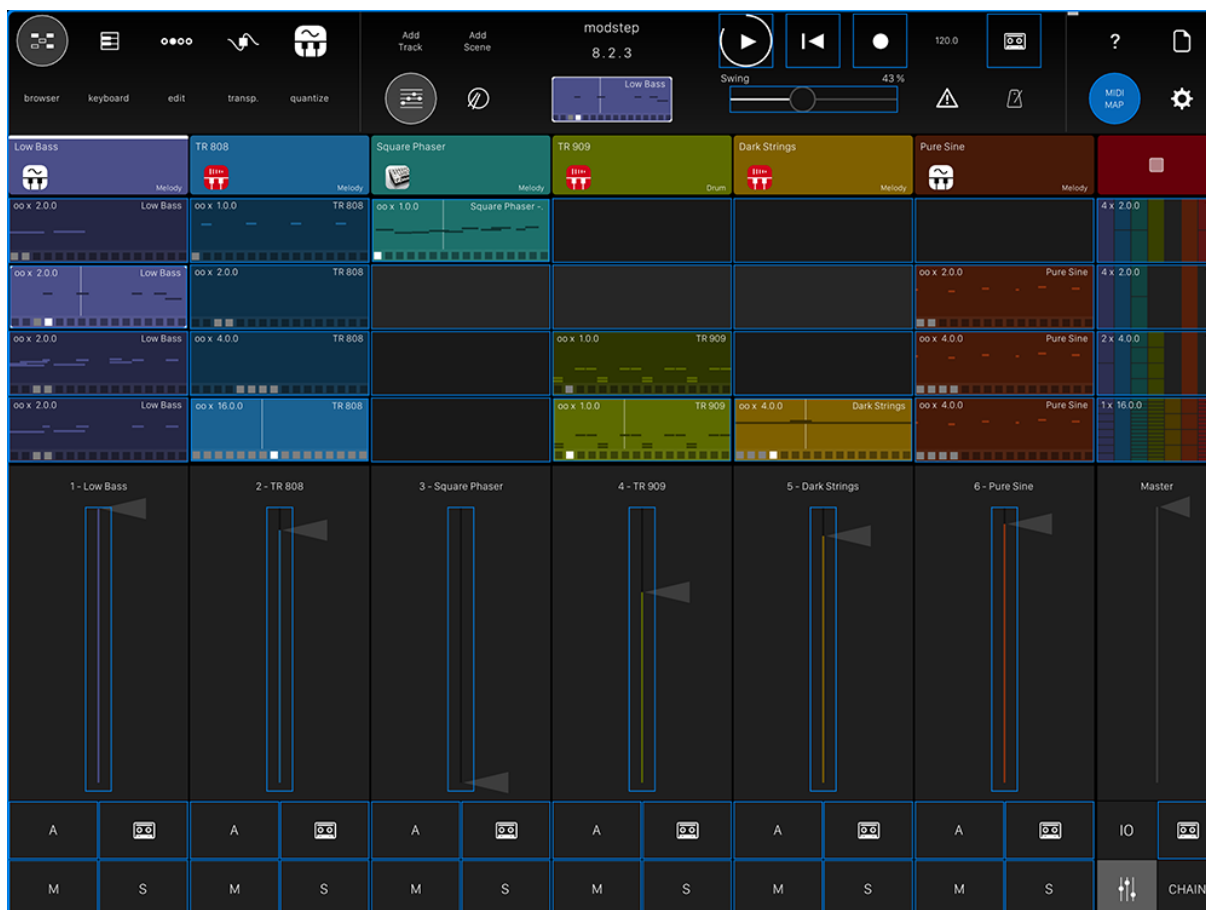 Add Track
Add Scene
modstep
8.2.3
120.0
?
browser
keyboard
edit
transp.
quantize
Low Bass
Swing
43 %
MIDI MAP
Low Bass
Melody
TR 808
Melody
Square Phaser
Melody
TR 909
Drum
Dark Strings
Melody
Pure Sine
Melody
oo x 2.0.0 Low Bass
oo x 1.0.0 TR 808
oo x 1.0.0 Square Phaser -.
4 x 2.0.0
oo x 2.0.0 Low Bass
oo x 2.0.0 TR 808
oo x 2.0.0 Pure Sine
4 x 2.0.0
oo x 2.0.0 Low Bass
oo x 4.0.0 TR 808
oo x 1.0.0 TR 909
oo x 4.0.0 Pure Sine
2 x 4.0.0
oo x 2.0.0 Low Bass
oo x 16.0.0 TR 808
oo x 1.0.0 TR 909
oo x 4.0.0 Dark Strings
oo x 4.0.0 Pure Sine
1 x 16.0.0
1 - Low Bass
2 - TR 808
3 - Square Phaser
4 - TR 909
5 - Dark Strings
6 - Pure Sine
Master
A
A
A
A
A
A
IO
M S
M S
M S
M S
M S
M S
CHAIN